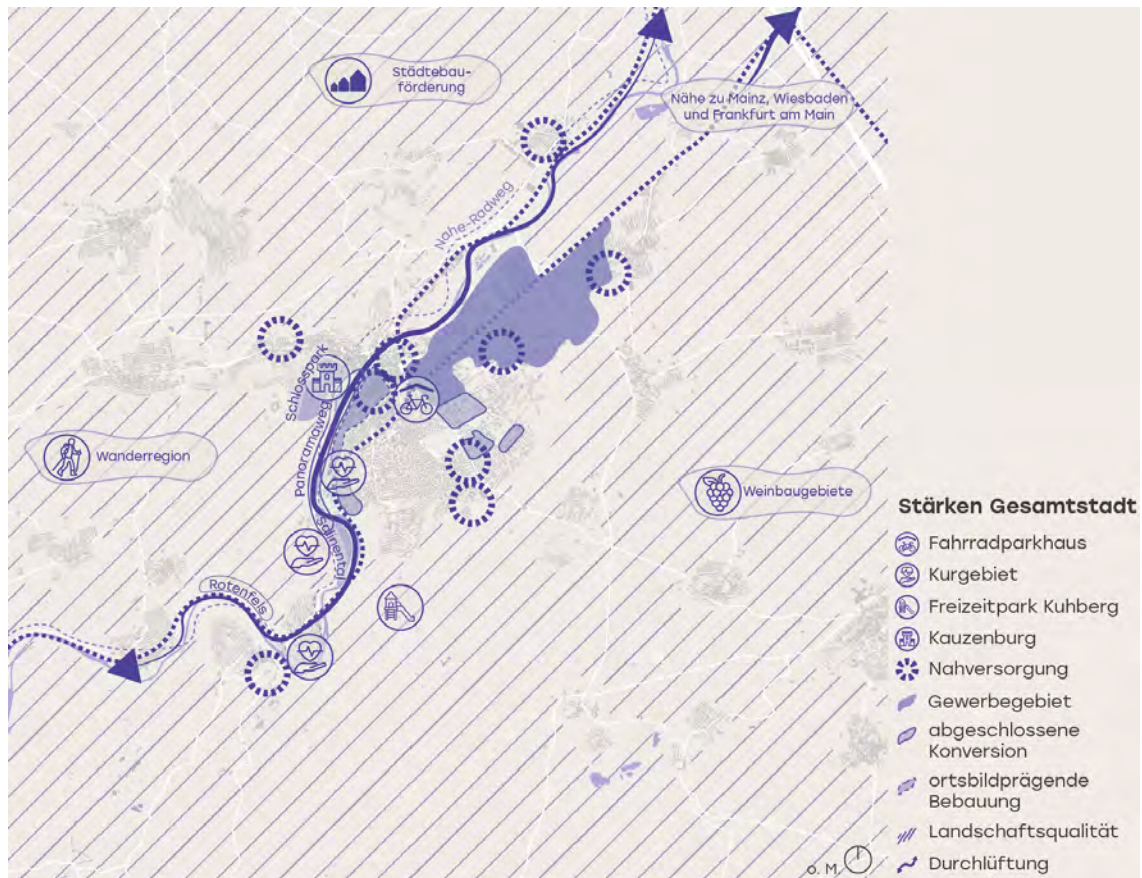 Städtebau-
förderung
Nähe zu Mainz, Wiesbaden
und Frankfurt am Main
Nahe-Radweg
Schlosspark
Panoramaweg
Wanderregion
Weinbaugebiete
Salinental
Rotenfels
o. M.
Stärken Gesamtstadt
Fahrradparkhaus
Kurgebiet
Freizeitpark Kuhberg
Kauzenburg
Nahversorgung
Gewerbegebiet
abgeschlossene
Konversion
ortsbildprägende
Bebauung
Landschaftsqualität
Durchlüftung